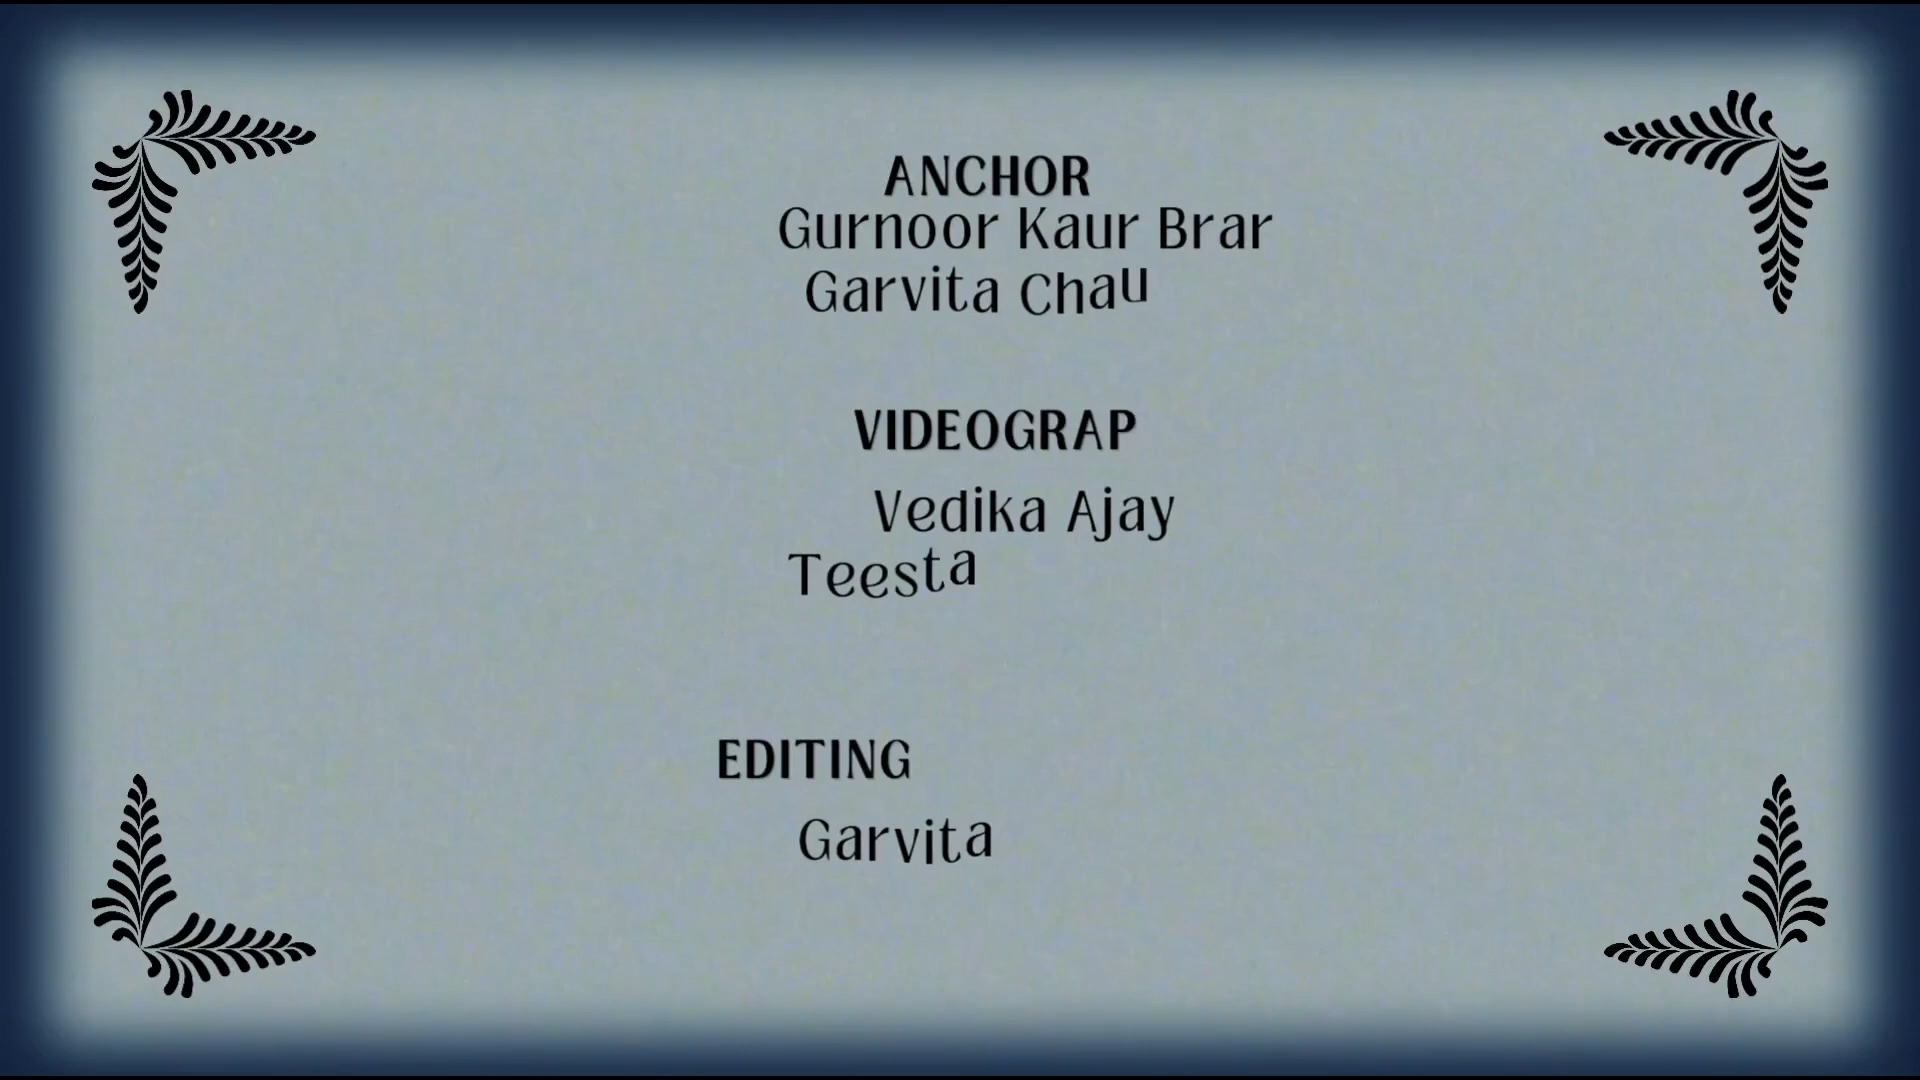 ANCHOR
Gurnoor Kaur Brar
Garvita Chau
VIDEOGRAP
Vedika Ajay
Teesta
EDITING
Garvita